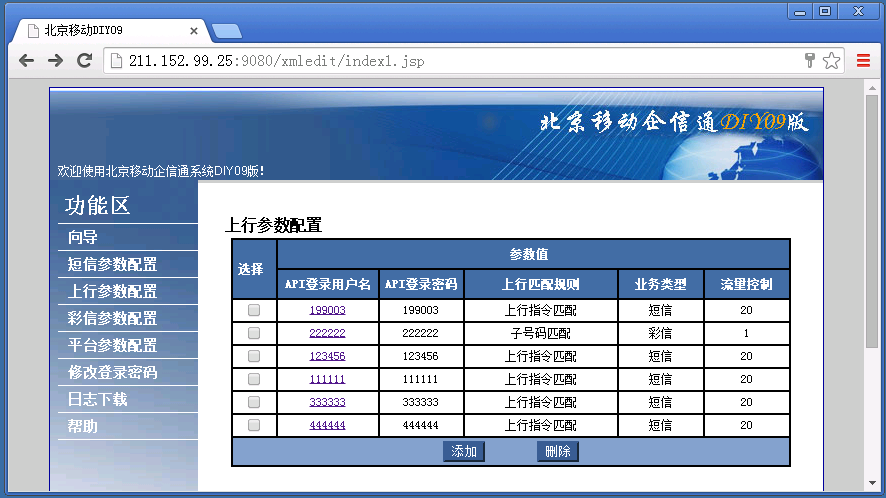 北京移动DIY09
211.152.99.25:9080/xmledit/index1.jsp
北京移动企信通DIY09版
欢迎使用北京移动企信通系统DIY09版!
功能区
向导
短信参数配置
上行参数配置
彩信参数配置
平台参数配置
修改登录密码
日志下载
帮助
上行参数配置
选择 参数值
API登录用户名 API登录密码 上行匹配规则 业务类型 流量控制
199003 199003 上行指令匹配 短信 20
222222 222222 子号码匹配 彩信 1
123456 123456 上行指令匹配 短信 20
111111 111111 上行指令匹配 短信 20
333333 333333 上行指令匹配 短信 20
444444 444444 上行指令匹配 短信 20
添加 删除